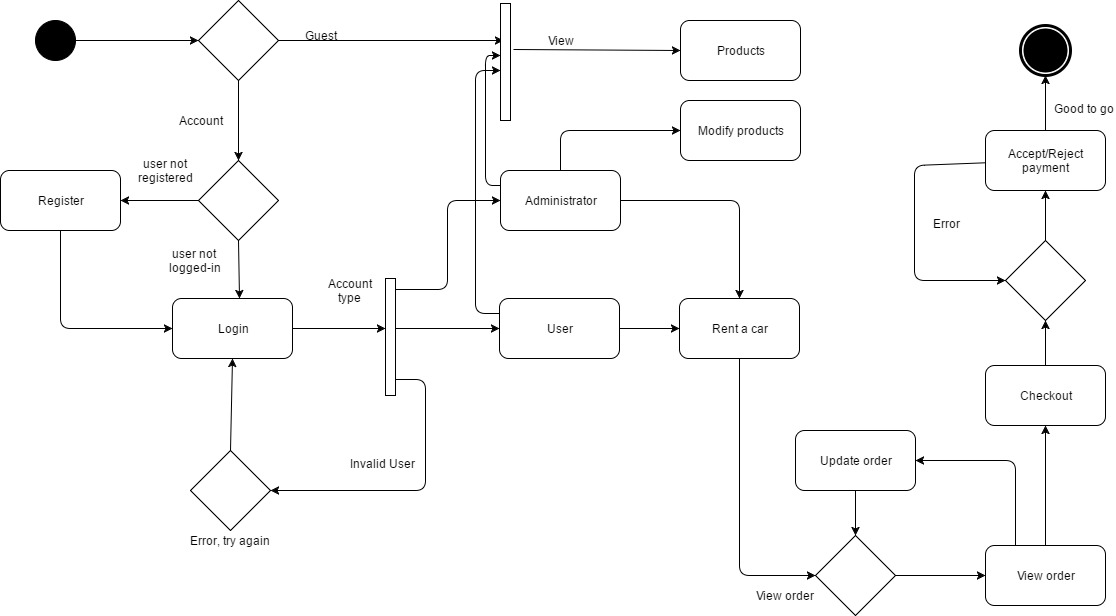 Guest
View
Products
Good to go
Account
Modify products
Accept/Reject
payment
user not
registered
Register
Administrator
Error
user not
logged-in
Account
type
Login
User
Rent a car
Checkout
Invalid User
Update order
Error, try again
View order
View order